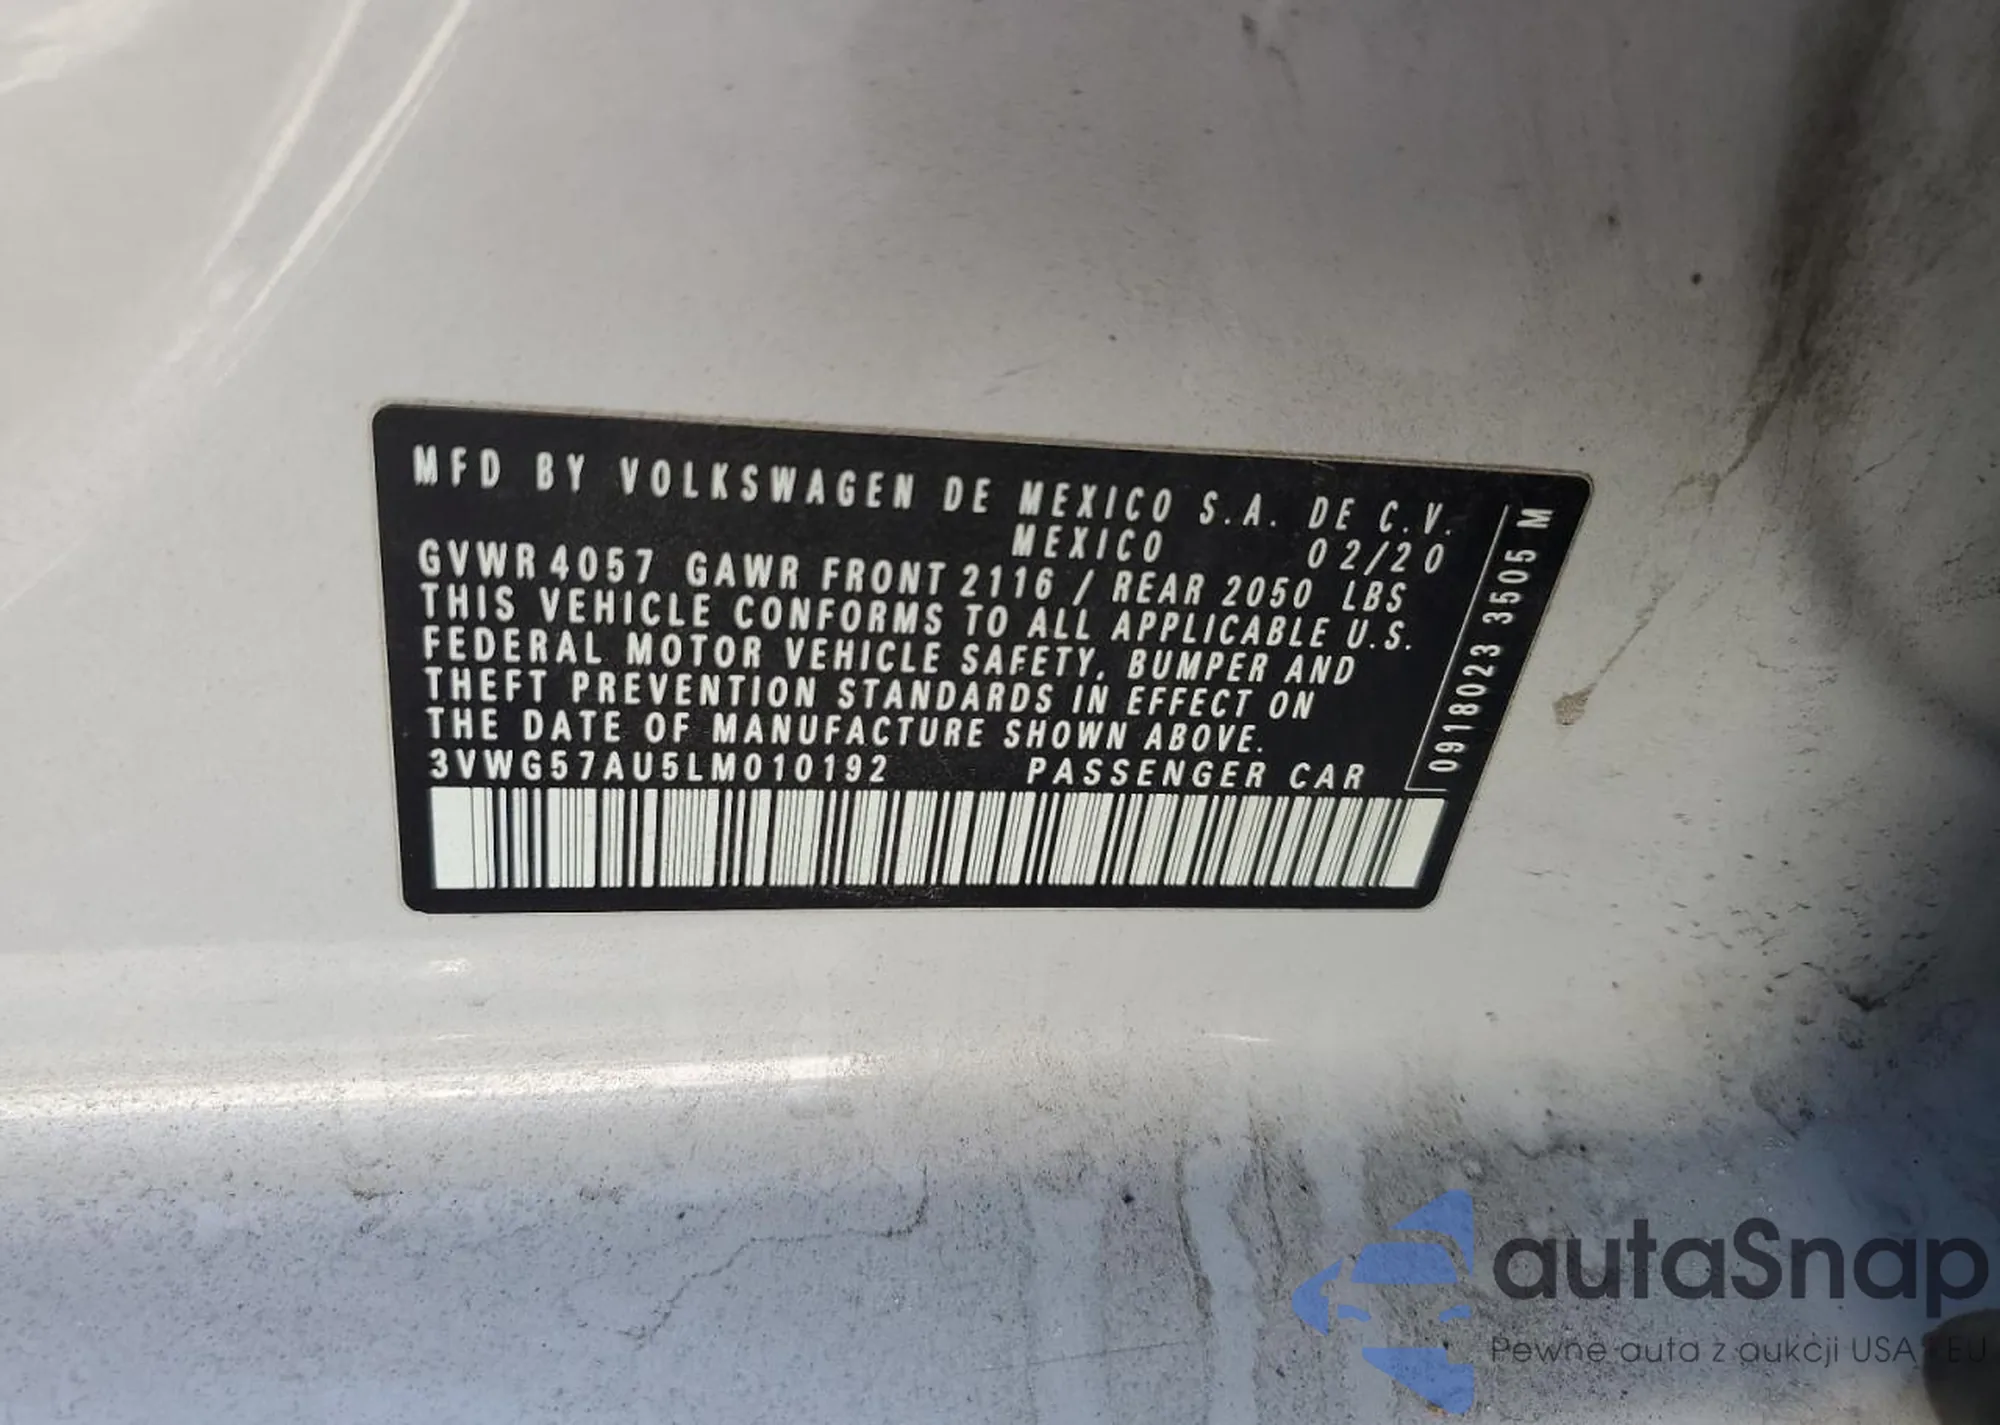 MFD BY VOLKSWAGEN DE MEXICO S.A. DE C.V.
MEXICO 02/20
GVWR 4057 GAWR FRONT 2116 / REAR 2050 LBS
THIS VEHICLE CONFORMS TO ALL APPLICABLE U.S.
FEDERAL MOTOR VEHICLE SAFETY, BUMPER AND
THEFT PREVENTION STANDARDS IN EFFECT ON
THE DATE OF MANUFACTURE SHOWN ABOVE.
3VWG57AU5LM010192 PASSENGER CAR
0918023 3505 M
autaSnap
Pewne auta z aukcji USA i EU